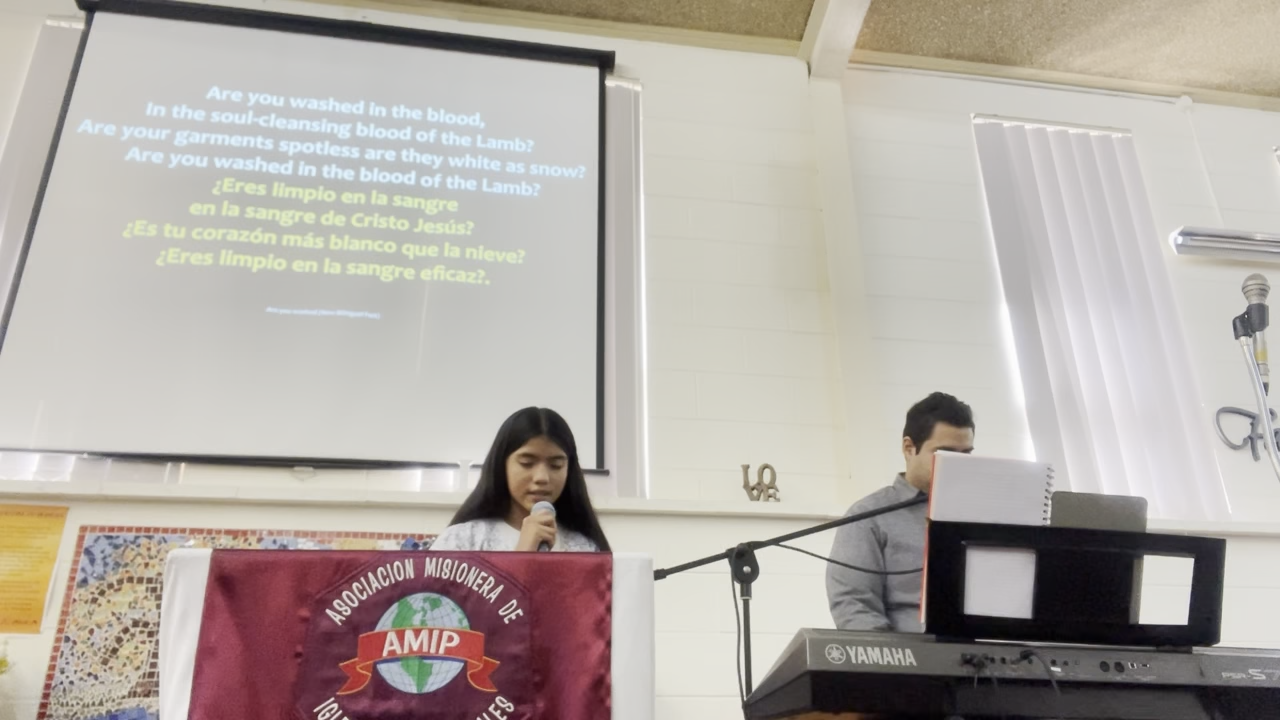 Are you washed in the blood,
In the soul-cleansing blood of the Lamb?
Are your garments spotless are they white as snow?
Are you washed in the blood of the Lamb?
¿Eres limpio en la sangre
en la sangre de Cristo Jesús?
¿Es tu corazón más blanco que la nieve?
¿Eres limpio en la sangre eficaz?.
LOVE
ASOCIACION MISIONERA DE
AMIP
YAMAHA